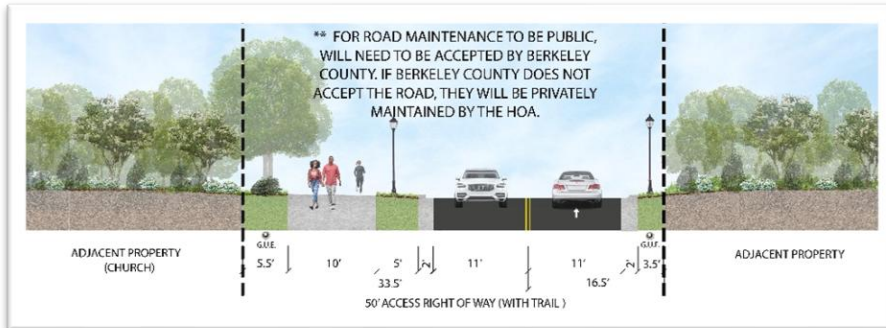 ** FOR ROAD MAINTENANCE TO BE PUBLIC,
WILL NEED TO BE ACCEPTED BY BERKELEY
COUNTY. IF BERKELEY COUNTY DOES NOT
ACCEPT THE ROAD, THEY WILL BE PRIVATELY
MAINTAINED BY THE HOA.
ADJACENT PROPERTY
(CHURCH)
G.U.E.
G.U.E.
ADJACENT PROPERTY
5.5' 10' 5' 2' 11' 11' 2' 3.5'
33.5' 16.5'
50' ACCESS RIGHT OF WAY (WITH TRAIL )